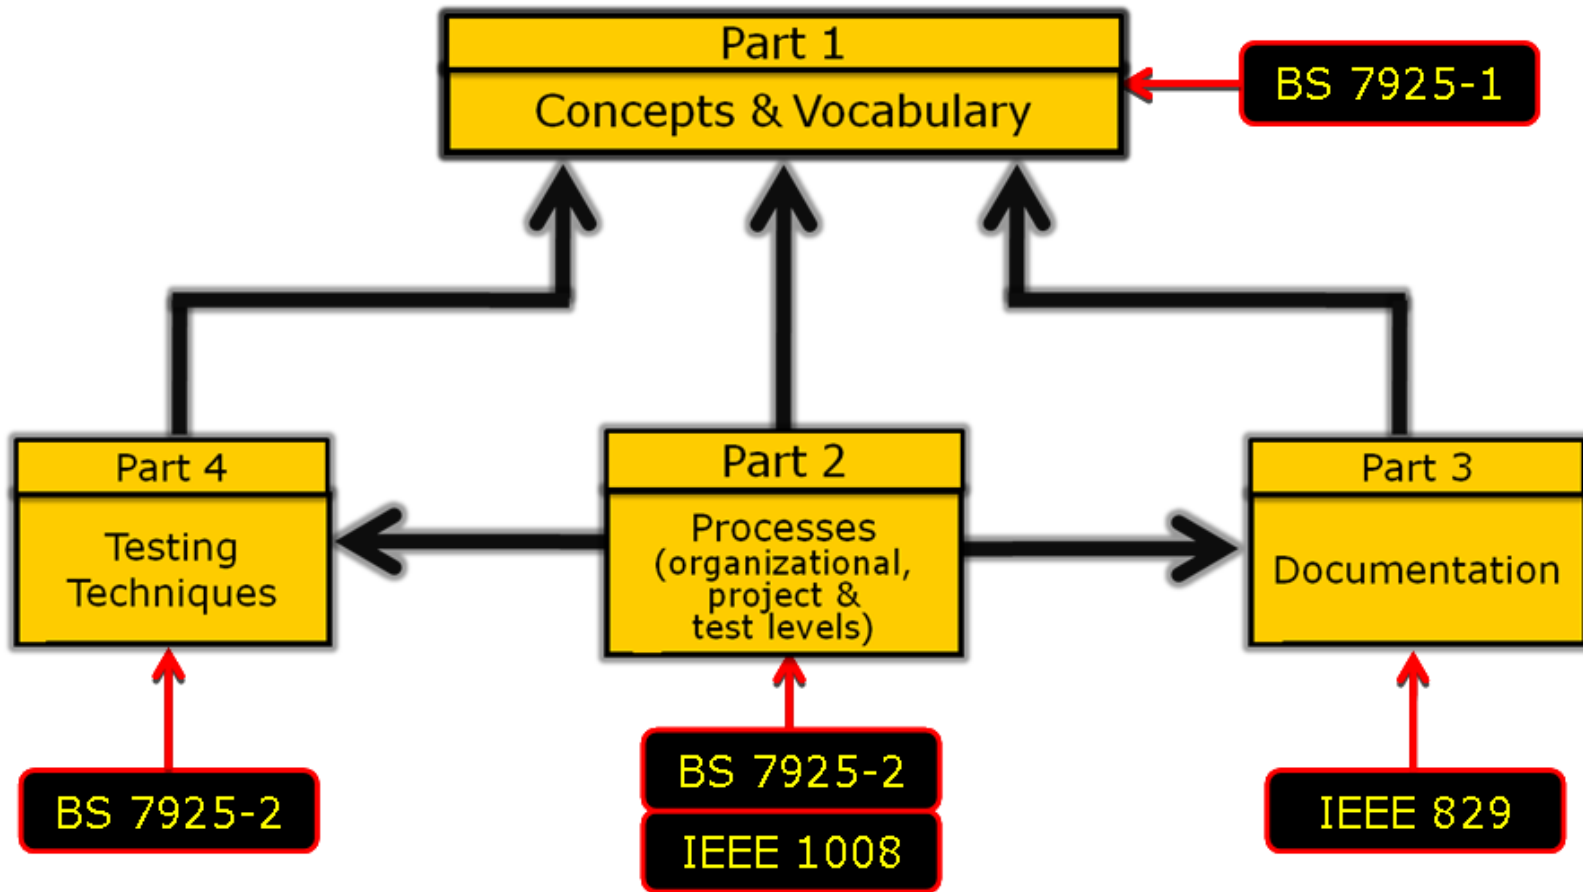 Part 1
Concepts & Vocabulary
BS 7925-1
Part 4
Testing
Techniques
Part 2
Processes
(organizational,
project &
test levels)
Part 3
Documentation
BS 7925-2
BS 7925-2
IEEE 1008
IEEE 829